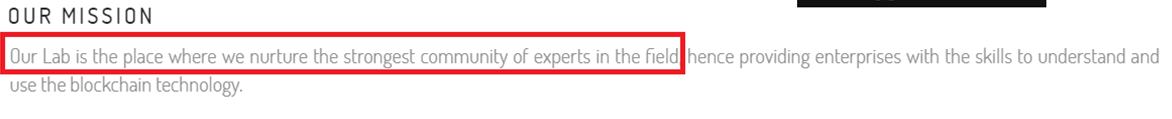 OUR MISSION
Our Lab is the place where we nurture the strongest community of experts in the field, hence providing enterprises with the skills to understand and
use the blockchain technology.